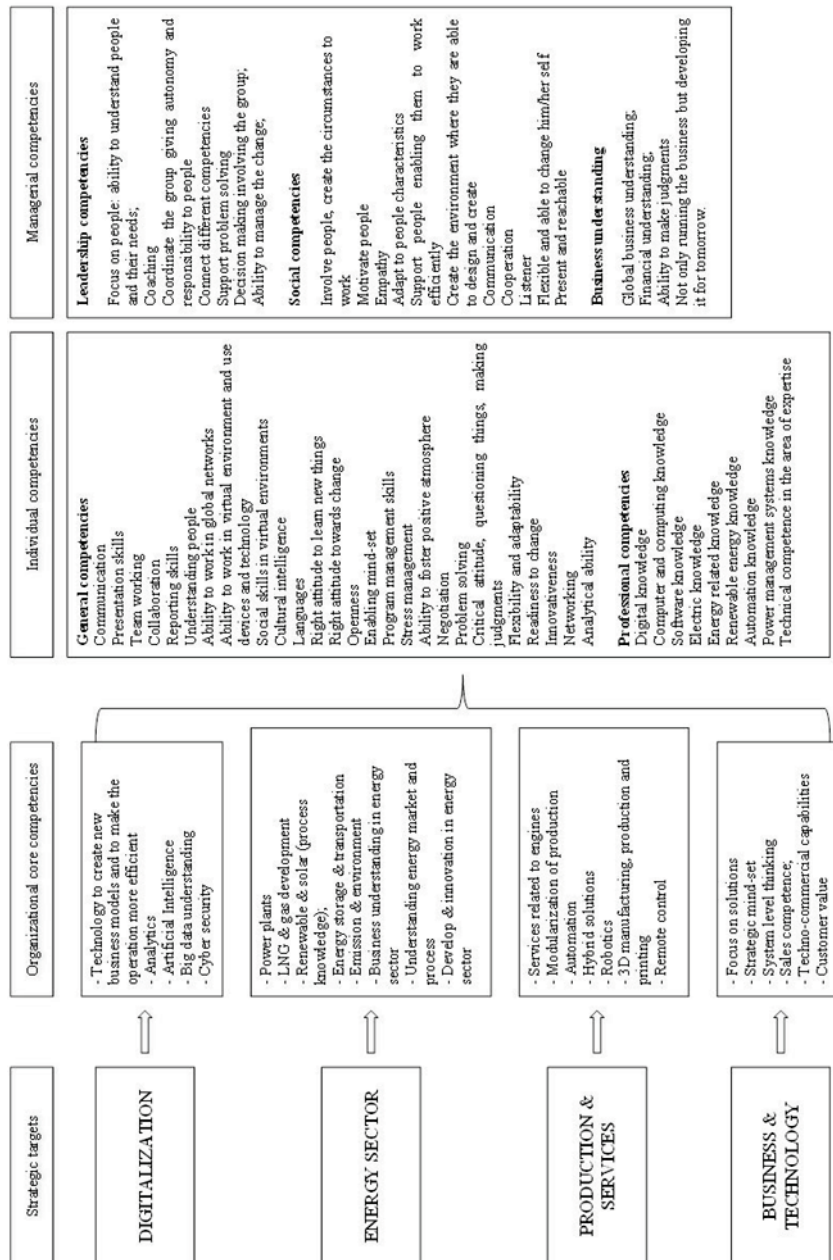 Strategic targets
Organizational core competencies
Individual competencies
Managerial competencies
DIGITALIZATION
- Technology to create new
business models and to make the
operation more efficient
- Analytics
- Artificial Intelligence
- Big data understanding
- Cyber security
ENERGY SECTOR
- Power plants
- LNG & gas development
- Renewable & solar (process
knowledge);
- Energy storage & transportation
- Emission & environment
- Business understanding in energy
sector
- Understanding energy market and
process
- Develop & innovation in energy
sector
PRODUCTION &
SERVICES
- Services related to engines
- Modularization of production
- Automation
- Hybrid solutions
- Robotics
- 3D manufacturing, production and
printing
- Remote control
BUSINESS &
TECHNOLOGY
- Focus on solutions
- Strategic mind-set
- System level thinking
- Sales competence;
- Techno-commercial capabilities
- Customer value
General competencies
Communication
Presentation skills
Team working
Collaboration
Reporting skills
Understanding people
Ability to work in global networks
Ability to work in virtual environment and use
devices and technology
Social skills in virtual environments
Cultural intelligence
Languages
Right attitude to learn new things
Right attitude towards change
Openness
Enabling mind-set
Program management skills
Stress management
Ability to foster positive atmosphere
Negotiation
Problem solving
Critical attitude, questioning things, making
judgments
Flexibility and adaptability
Readiness to change
Innovativeness
Networking
Analytical ability
Professional competencies
Digital knowledge
Computer and computing knowledge
Software knowledge
Electric knowledge
Energy related knowledge
Renewable energy knowledge
Automation knowledge
Power management systems knowledge
Technical competence in the area of expertise
Leadership competencies
Focus on people: ability to understand people
and their needs;
Coaching
Coordinate the group giving autonomy and
responsibility to people
Connect different competencies
Support problem solving
Decision making involving the group;
Ability to manage the change;
Social competencies
Involve people, create the circumstances to
work
Motivate people
Empathy
Adapt to people characteristics
Support people enabling them to work
efficiently
Create the environment where they are able
to design and create
Communication
Cooperation
Listener
Flexible and able to change him/her self
Present and reachable
Business understanding
Global business understanding;
Financial understanding;
Ability to make judgments
Not only running the business but developing
it for tomorrow.